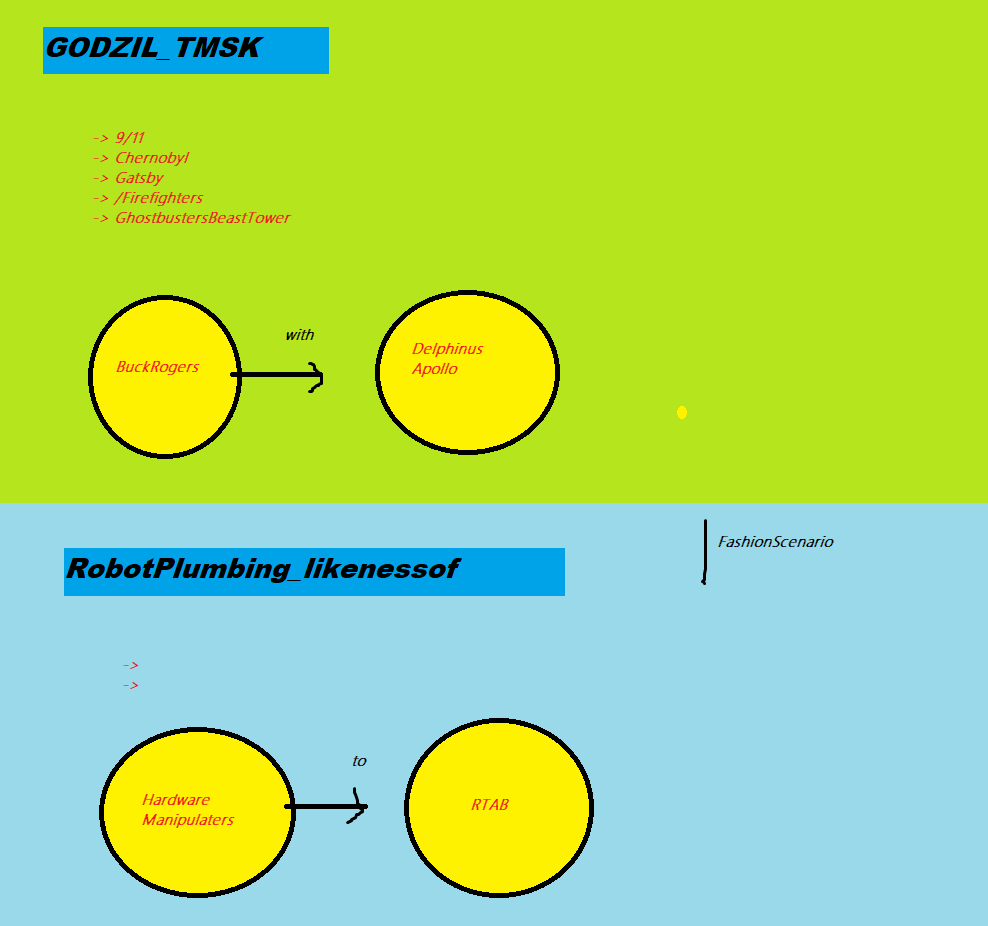 GODZIL_TMSK
-> 9/11
-> Chernobyl
-> Gatsby
-> /Firefighters
-> GhostbustersBeastTower
with
BuckRogers
Delphinus
Apollo
FashionScenario
RobotPlumbing_likenessof
->
->
to
Hardware
Manipulaters
RTAB